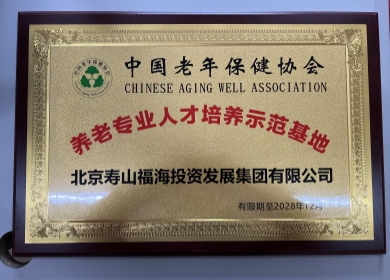 中国老年保健协会
CHINESE AGING WELL ASSOCIATION
养老专业人才培养示范基地
北京寿山福海投资发展集团有限公司
有限期至2028年12月